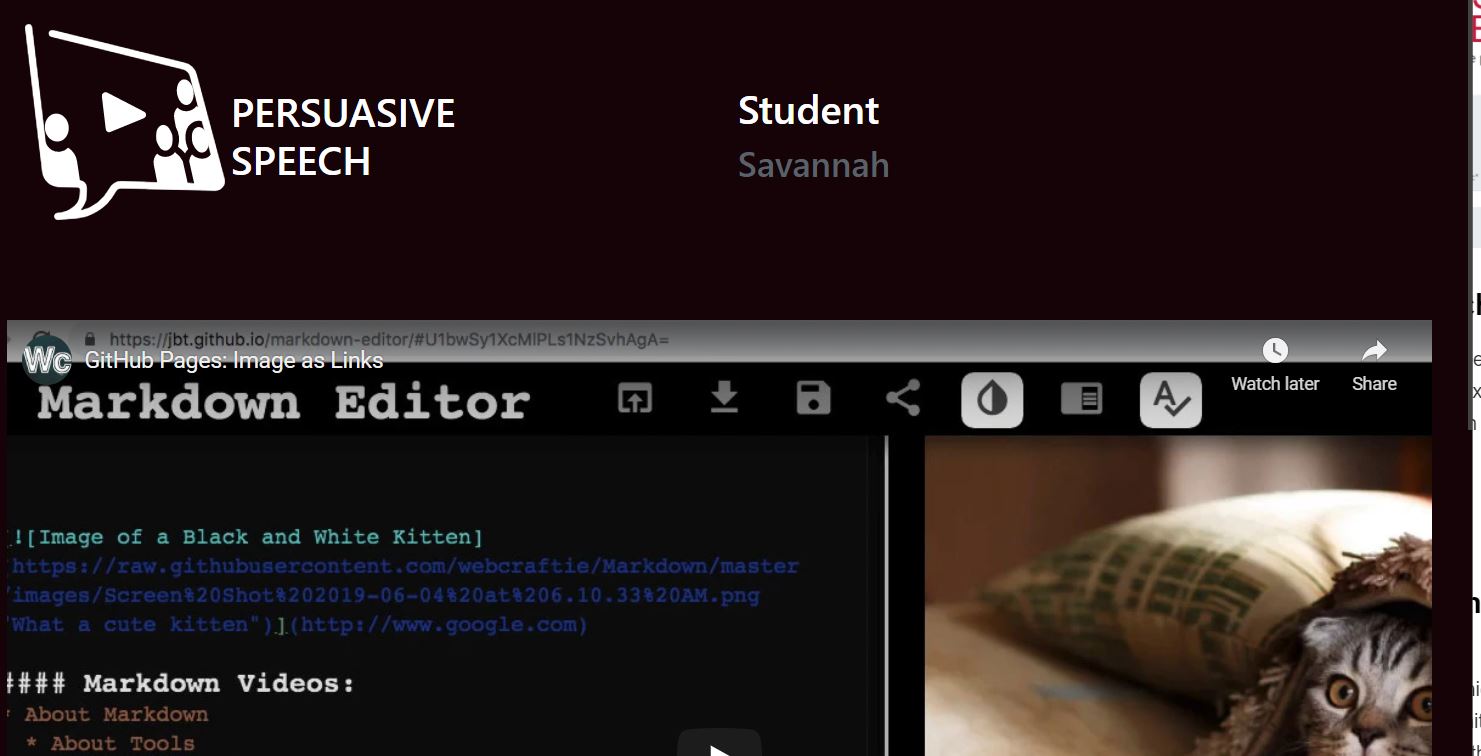 PERSUASIVE
SPEECH
Student
Savannah
https://jbt.github.io/markdown-editor/#U1bwSy1XcMlPLs1NzSvhAgA=
Wc
GitHub Pages: Image as Links
Watch later
Share
Markdown Editor
![Image of a Black and White Kitten]
https://raw.githubusercontent.com/webcraftie/Markdown/master
/images/Screen%20Shot%202019-06-04%20at%206.10.33%20AM.png
"What a cute kitten")](http://www.google.com)
#### Markdown Videos:
* About Markdown
* About Tools